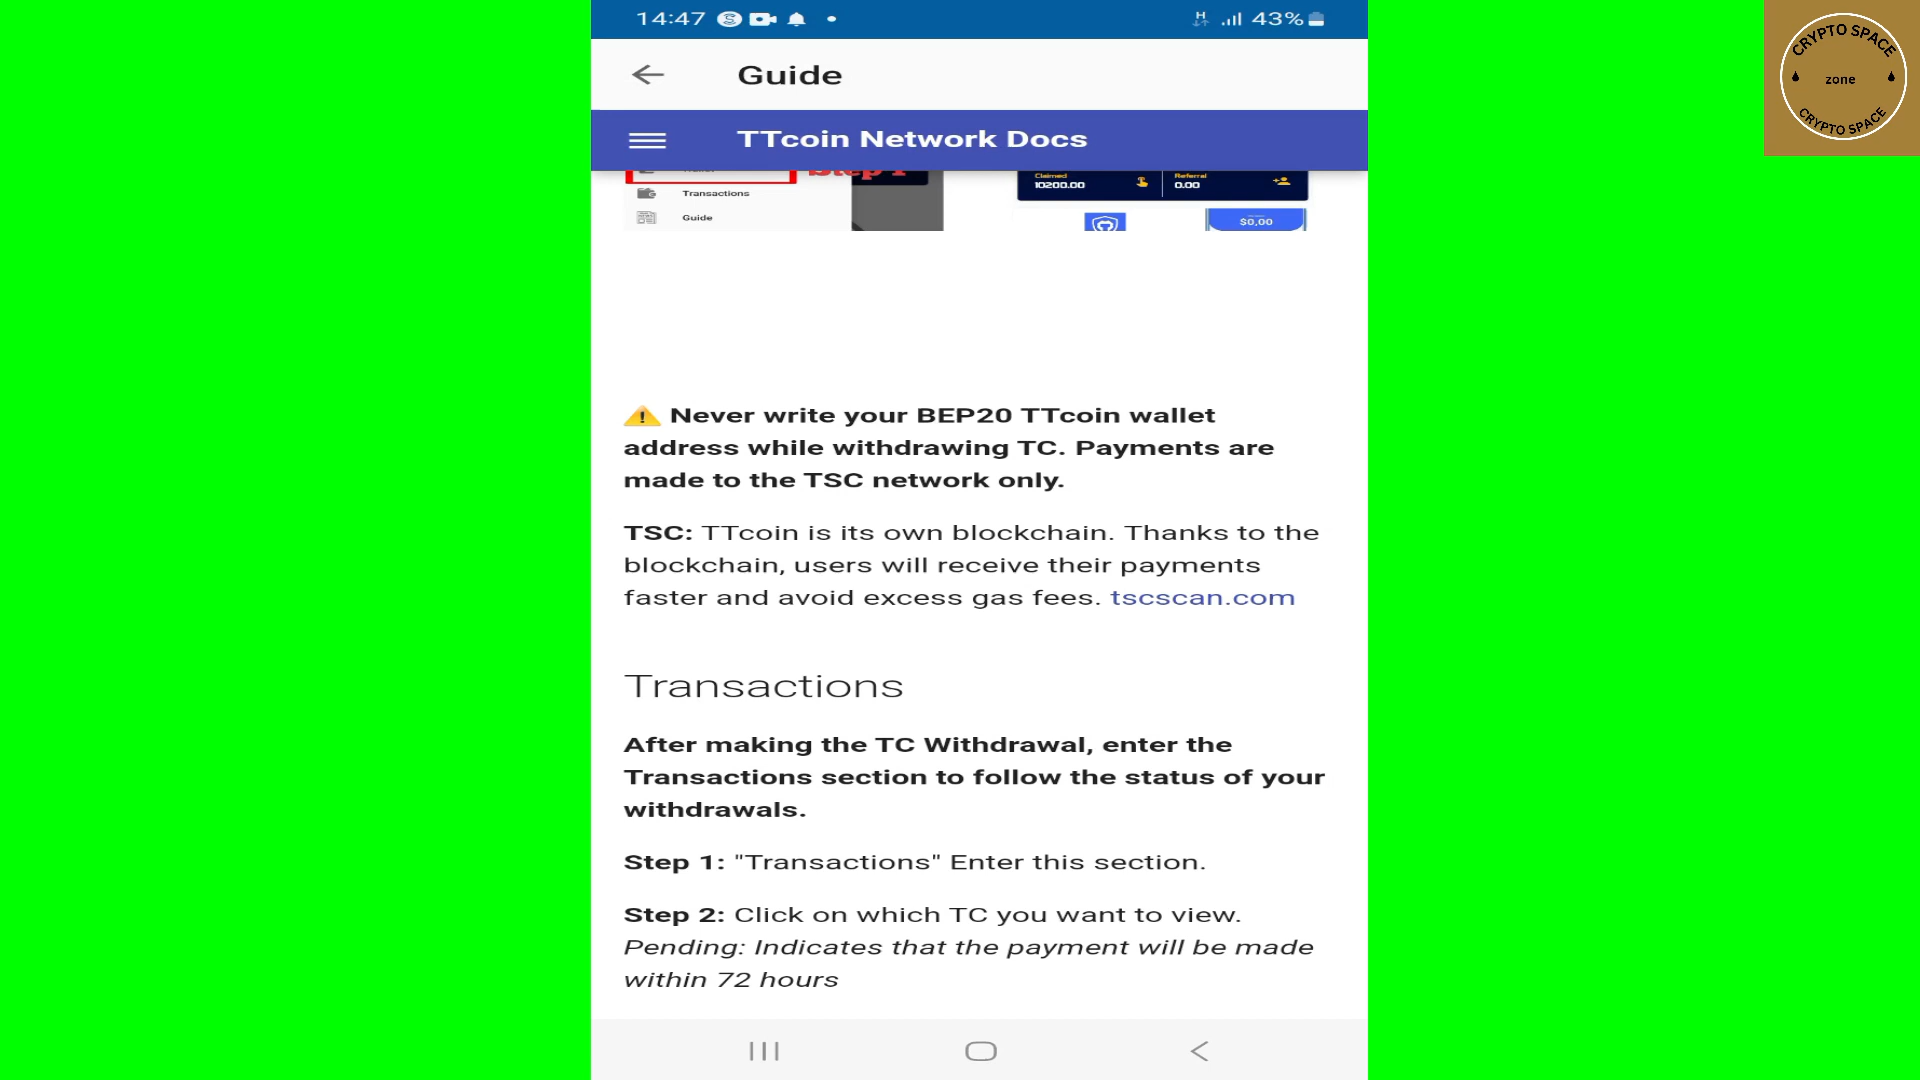 14:47
H
43%
CRYPTO SPACE
zone
CRYPTO SPACE
Guide
TTcoin Network Docs
Step 1
Transactions
Guide
Claimed
10200.00
Referral
0.00
$0,00
⚠ Never write your BEP20 TTcoin wallet
address while withdrawing TC. Payments are
made to the TSC network only.
TSC: TTcoin is its own blockchain. Thanks to the
blockchain, users will receive their payments
faster and avoid excess gas fees. tscscan.com
Transactions
After making the TC Withdrawal, enter the
Transactions section to follow the status of your
withdrawals.
Step 1: "Transactions" Enter this section.
Step 2: Click on which TC you want to view.
Pending: Indicates that the payment will be made
within 72 hours